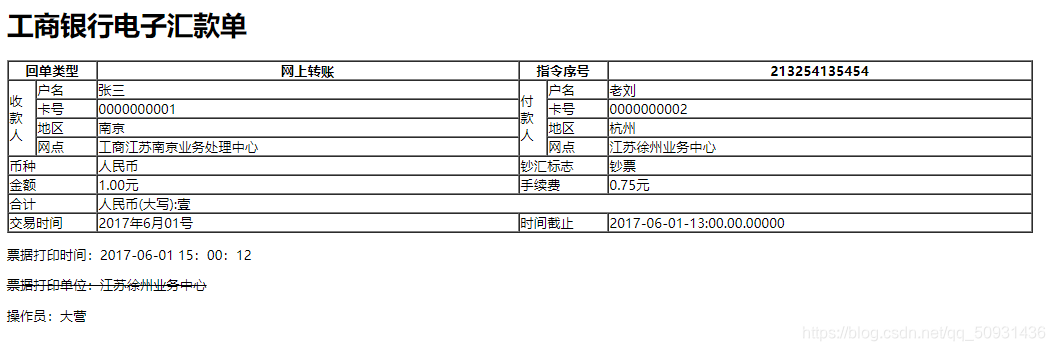 工商银行电子汇款单
回单类型 网上转账 指令序号 213254135454
收款人 户名 张三 付款人 户名 老刘
卡号 0000000001 卡号 0000000002
地区 南京 地区 杭州
网点 工商江苏南京业务处理中心 网点 江苏徐州业务中心
币种 人民币 钞汇标志 钞票
金额 1.00元 手续费 0.75元
合计 人民币(大写):壹
交易时间 2017年6月01号 时间截止 2017-06-01-13:00.00.00000
票据打印时间：2017-06-01 15：00：12
票据打印单位：江苏徐州业务中心
操作员：大营
https://blog.csdn.net/qq_50931436